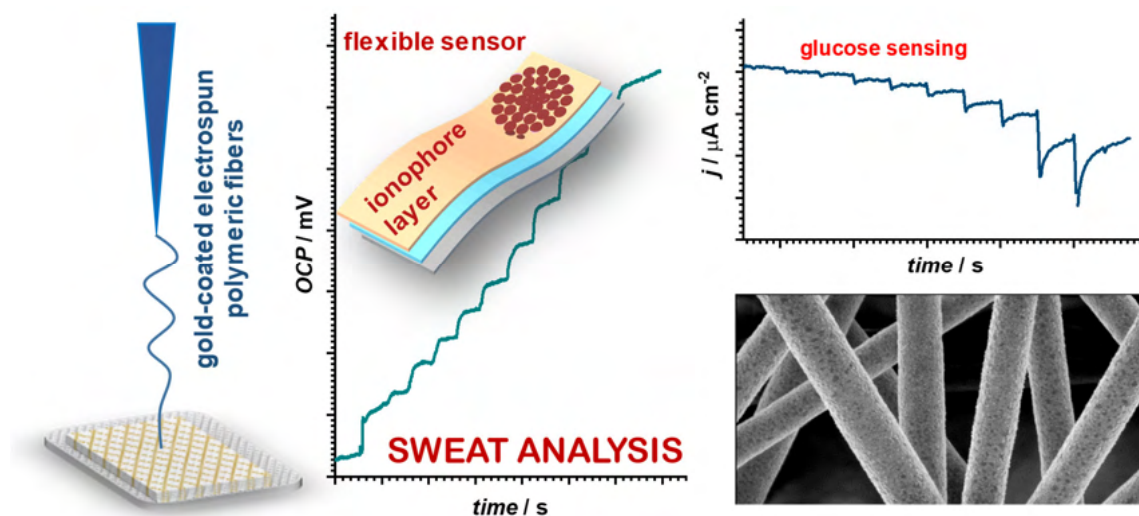 gold-coated electrospun
polymeric fibers
flexible sensor
ionophore
layer
OCP / mV
SWEAT ANALYSIS
time / s
glucose sensing
j / μA cm⁻²
time / s